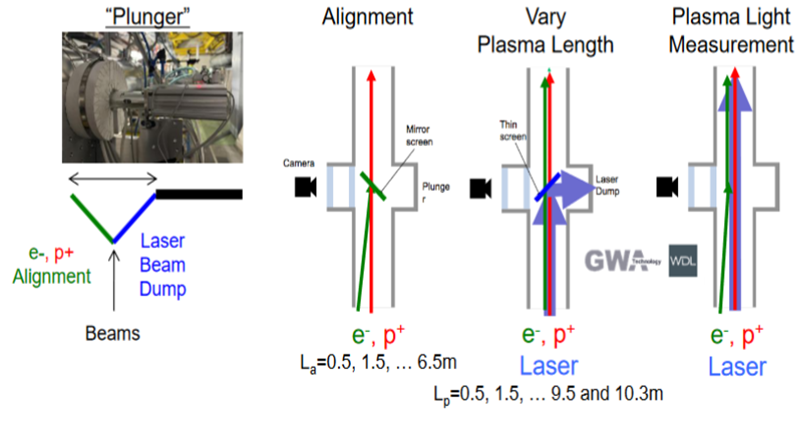 "Plunger"
Alignment
Vary
Plasma Length
Plasma Light
Measurement
Camera
Mirror
screen
Plunge
r
Thin
screen
Laser
Dump
e-, p+
Alignment
Laser
Beam
Dump
Beams
GWA Technology
WDL
e-, p+
La=0.5, 1.5, ... 6.5m
e-, p+
Laser
Lp=0.5, 1.5, ... 9.5 and 10.3m
e-, p+
Laser